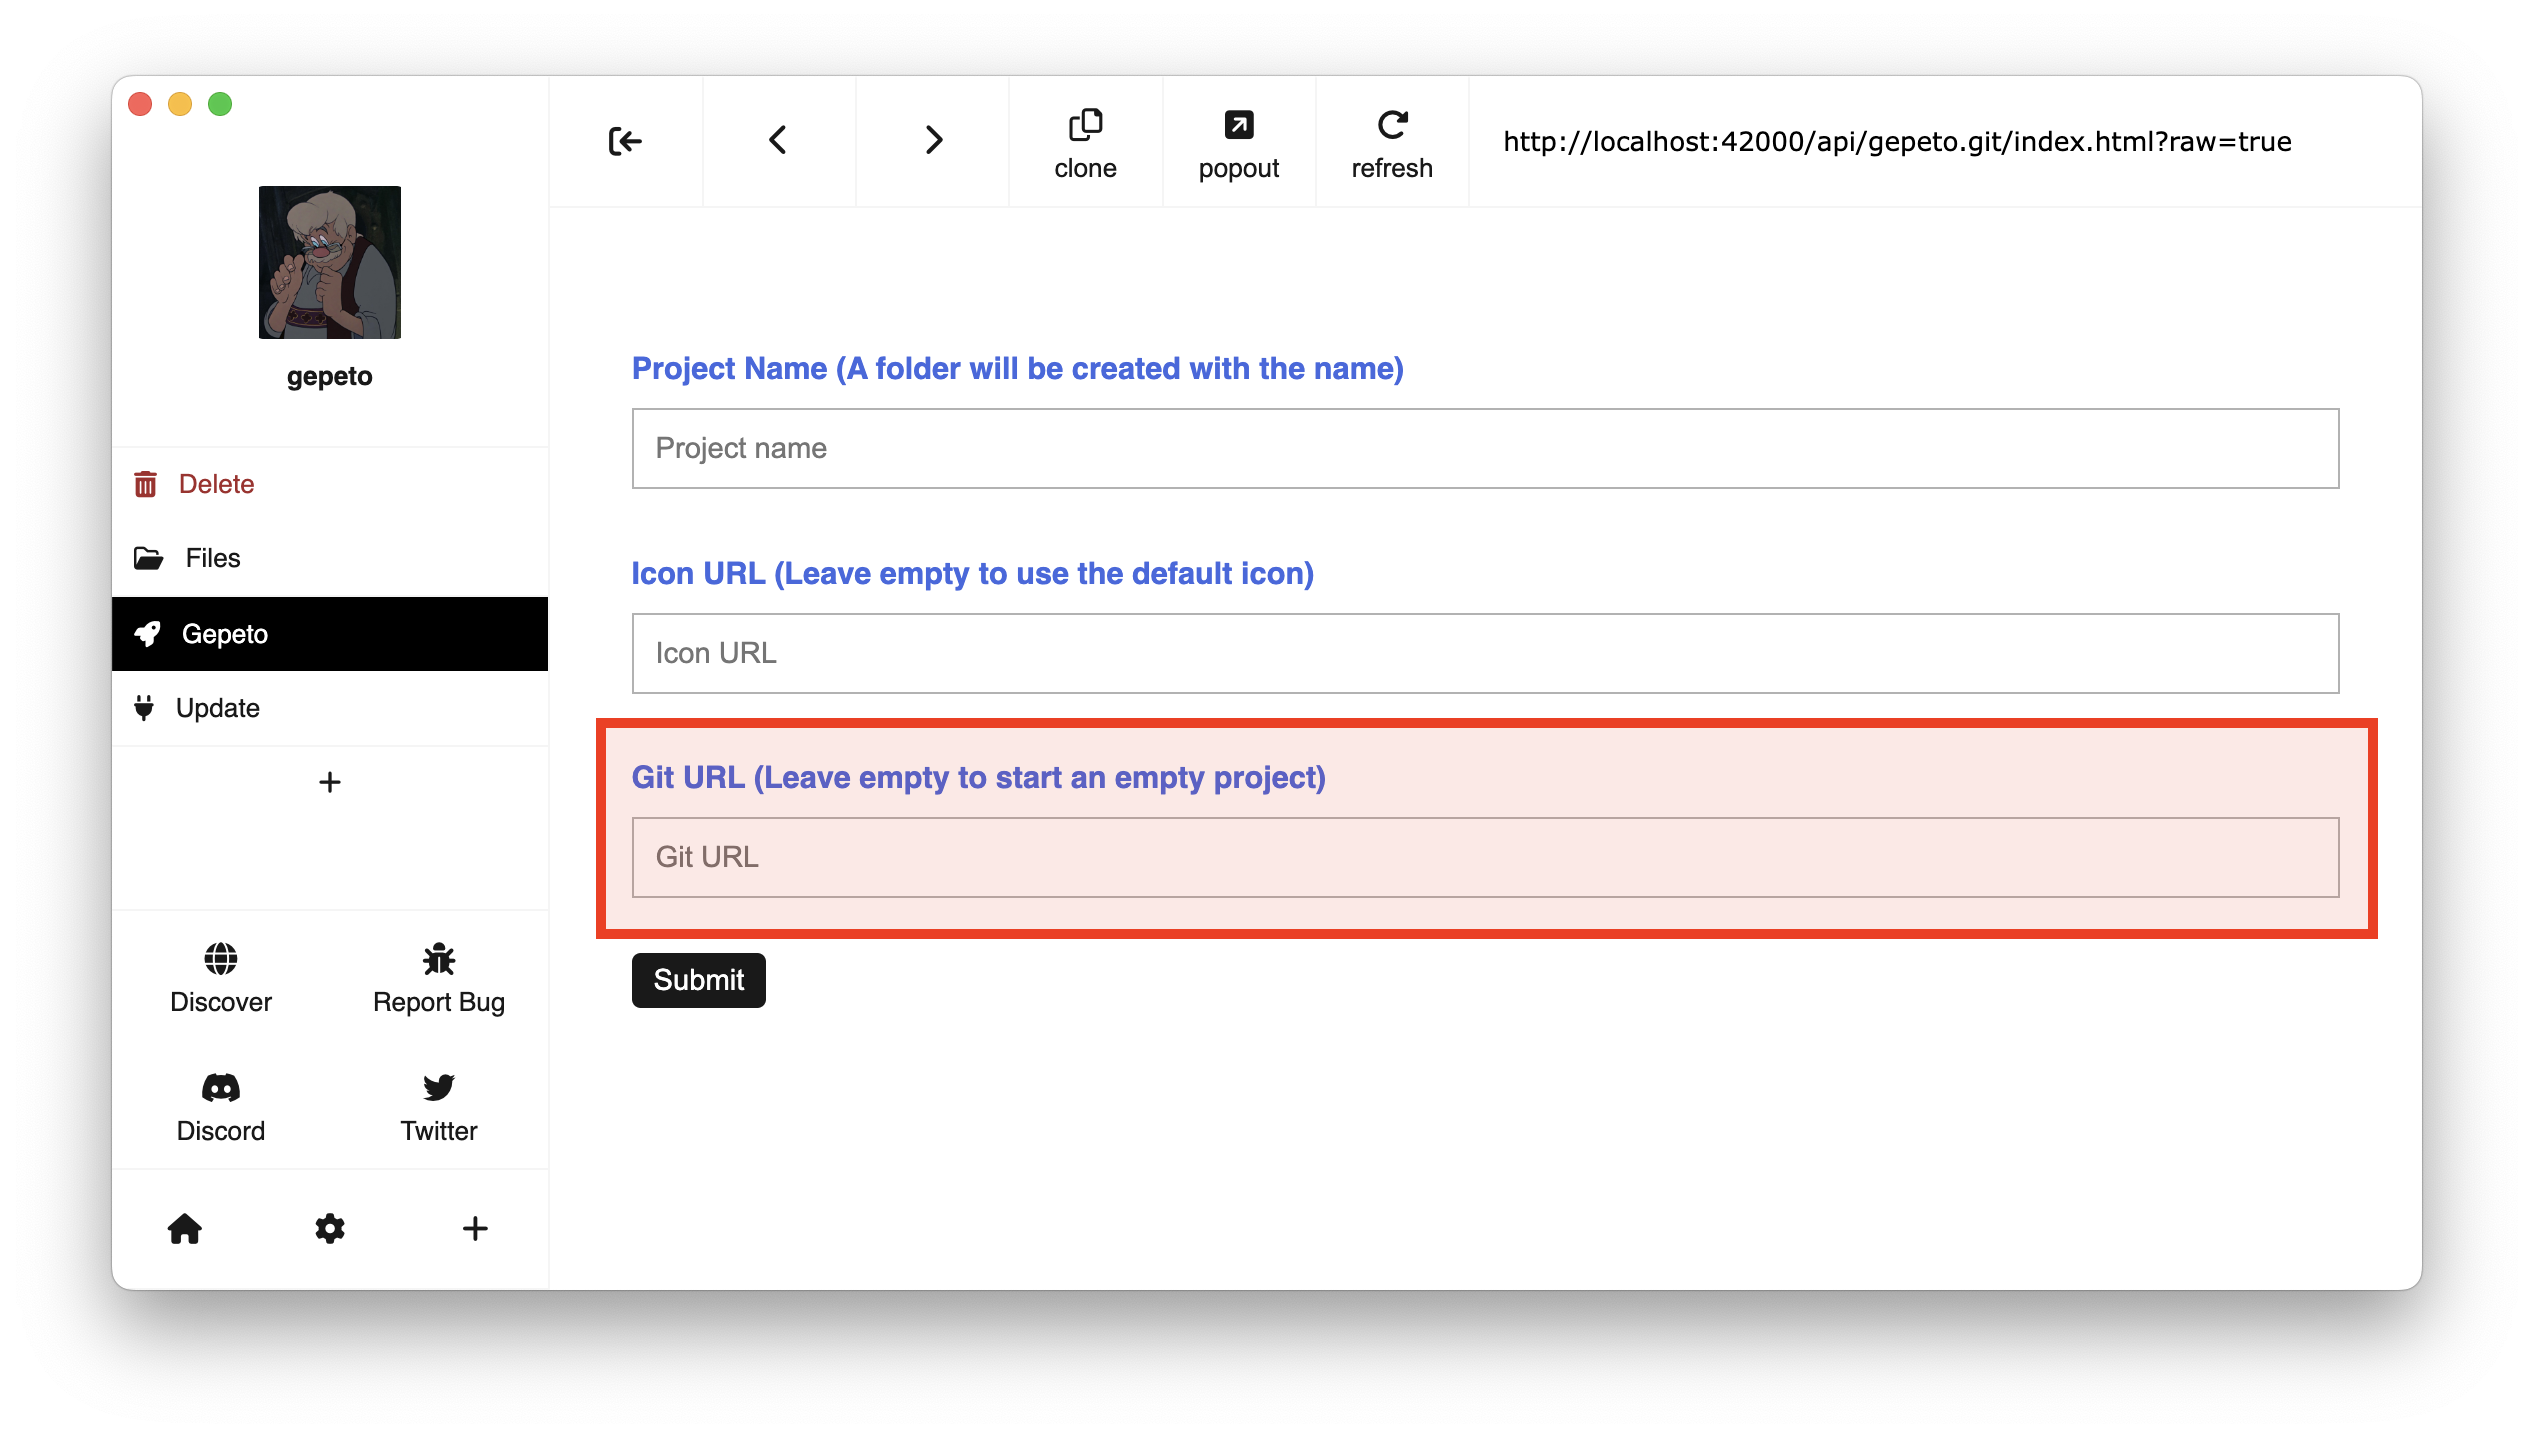 clone
popout
refresh
http://localhost:42000/api/gepeto.git/index.html?raw=true
gepeto
Delete
Files
Gepeto
Update
Discover
Report Bug
Discord
Twitter
Project Name (A folder will be created with the name)
Project name
Icon URL (Leave empty to use the default icon)
Icon URL
Git URL (Leave empty to start an empty project)
Git URL
Submit